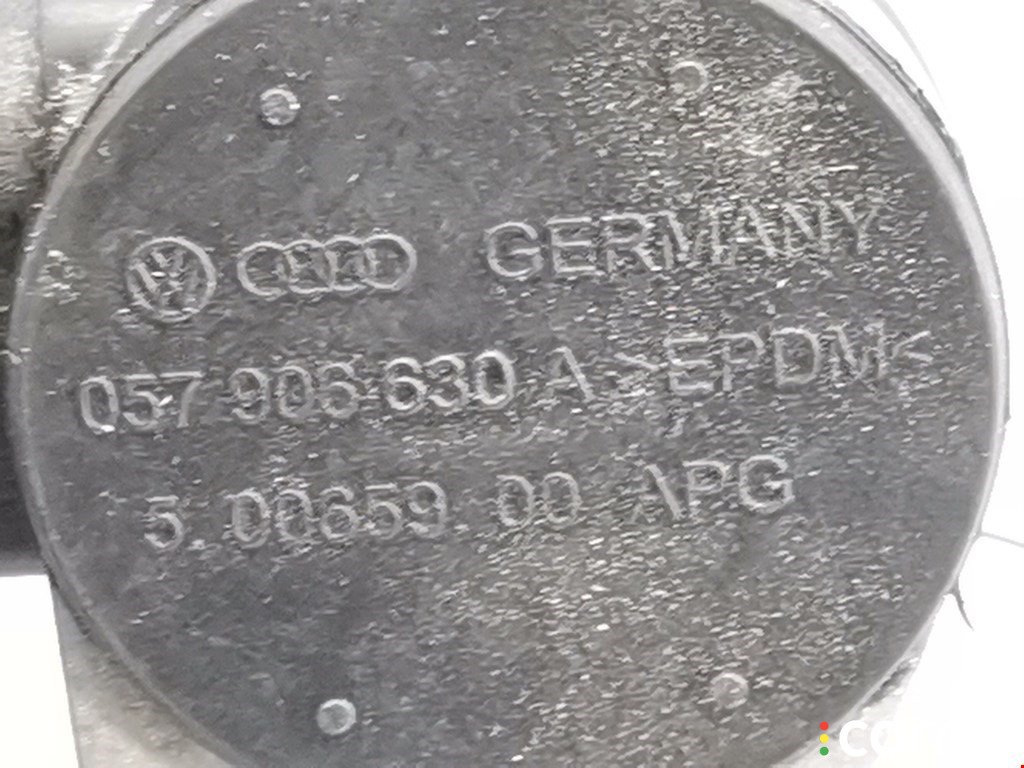 GERMANY
057 906 630 A >EPDM<
5.00659.00 APG